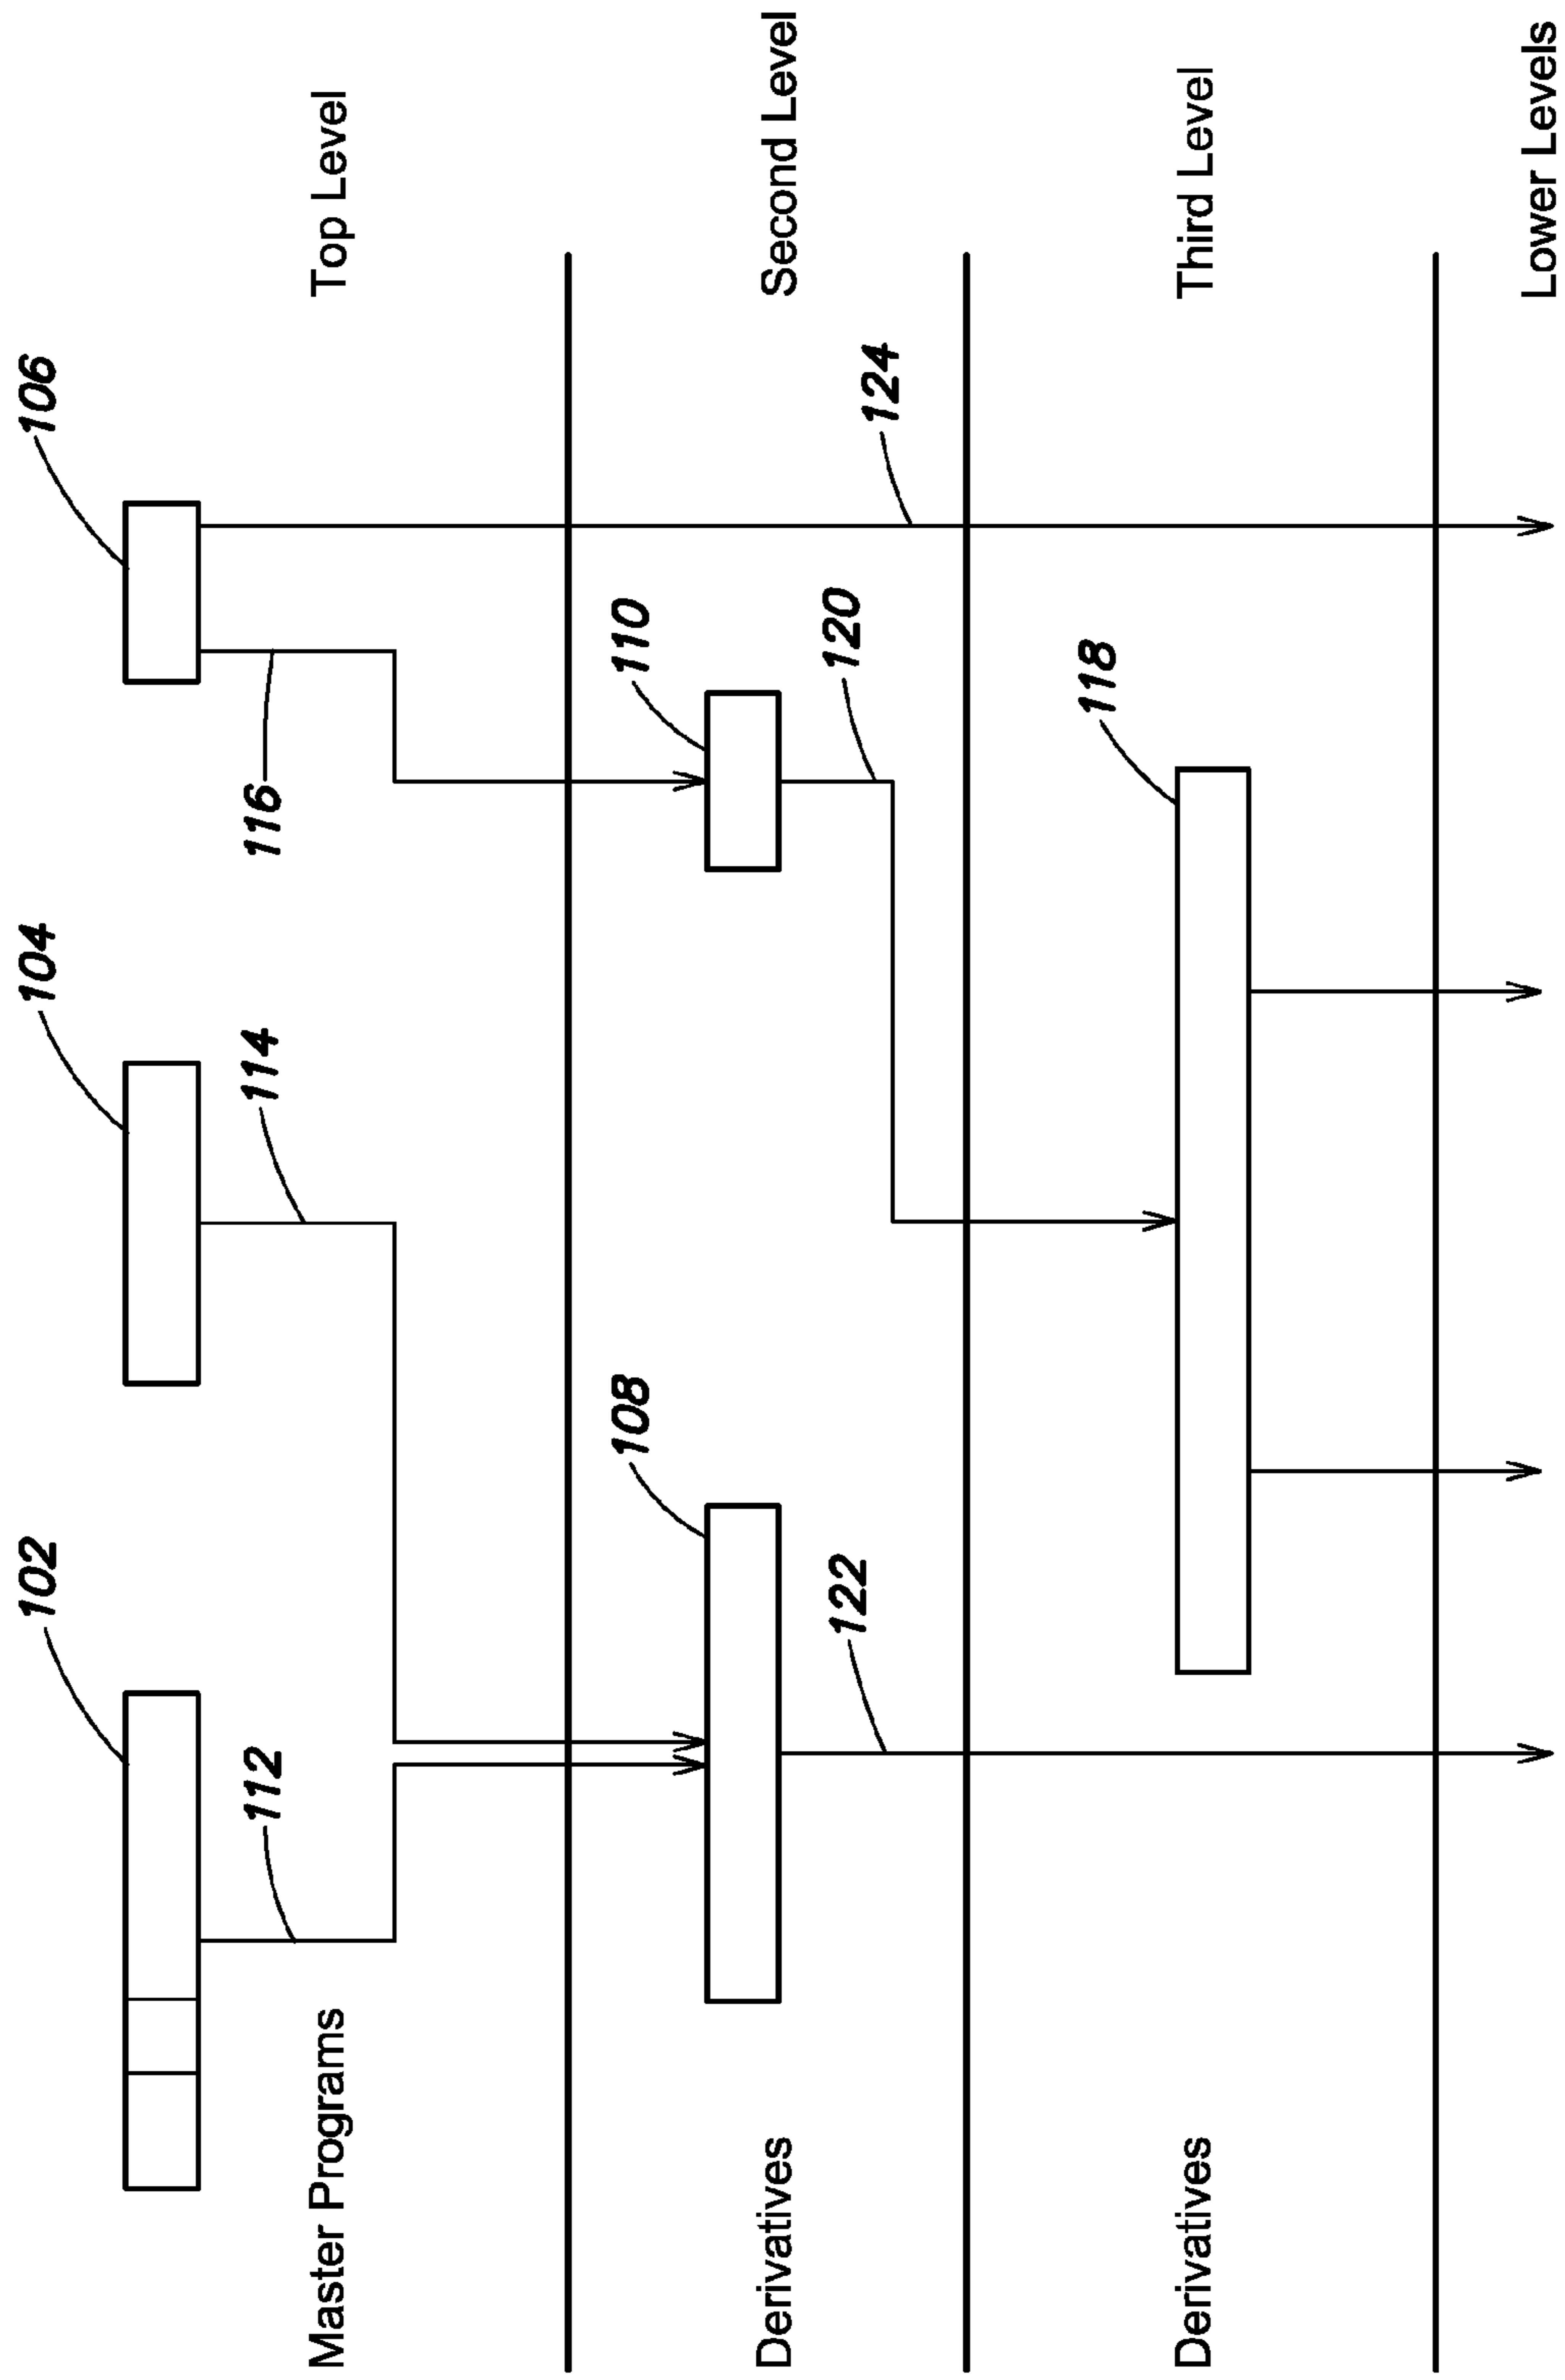 102
104
106
112
114
116
Master Programs
Top Level
108
110
Derivatives
Second Level
122
120
124
118
Derivatives
Third Level
Lower Levels